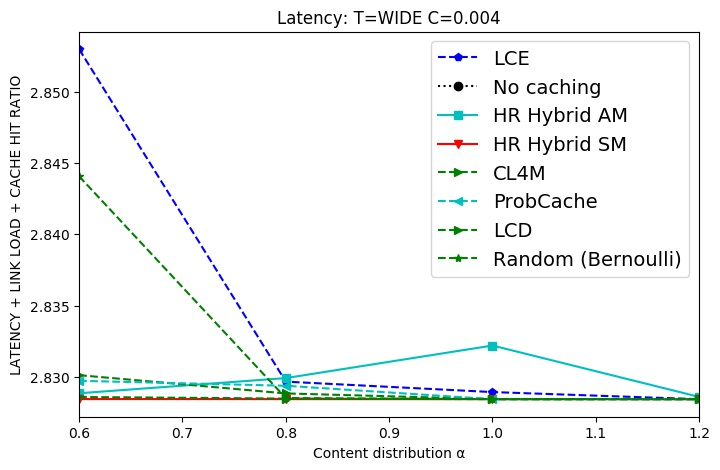 Latency: T=WIDE C=0.004
LATENCY + LINK LOAD + CACHE HIT RATIO
2.850
2.845
2.840
2.835
2.830
LCE
No caching
HR Hybrid AM
HR Hybrid SM
CL4M
ProbCache
LCD
Random (Bernoulli)
0.6 0.7 0.8 0.9 1.0 1.1 1.2
Content distribution α